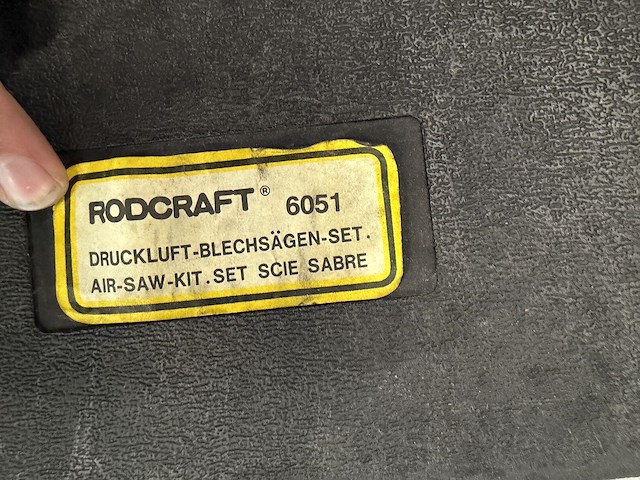 RODCRAFT® 6051
DRUCKLUFT-BLECHSÄGEN-SET.
AIR-SAW-KIT.SET SCIE SABRE